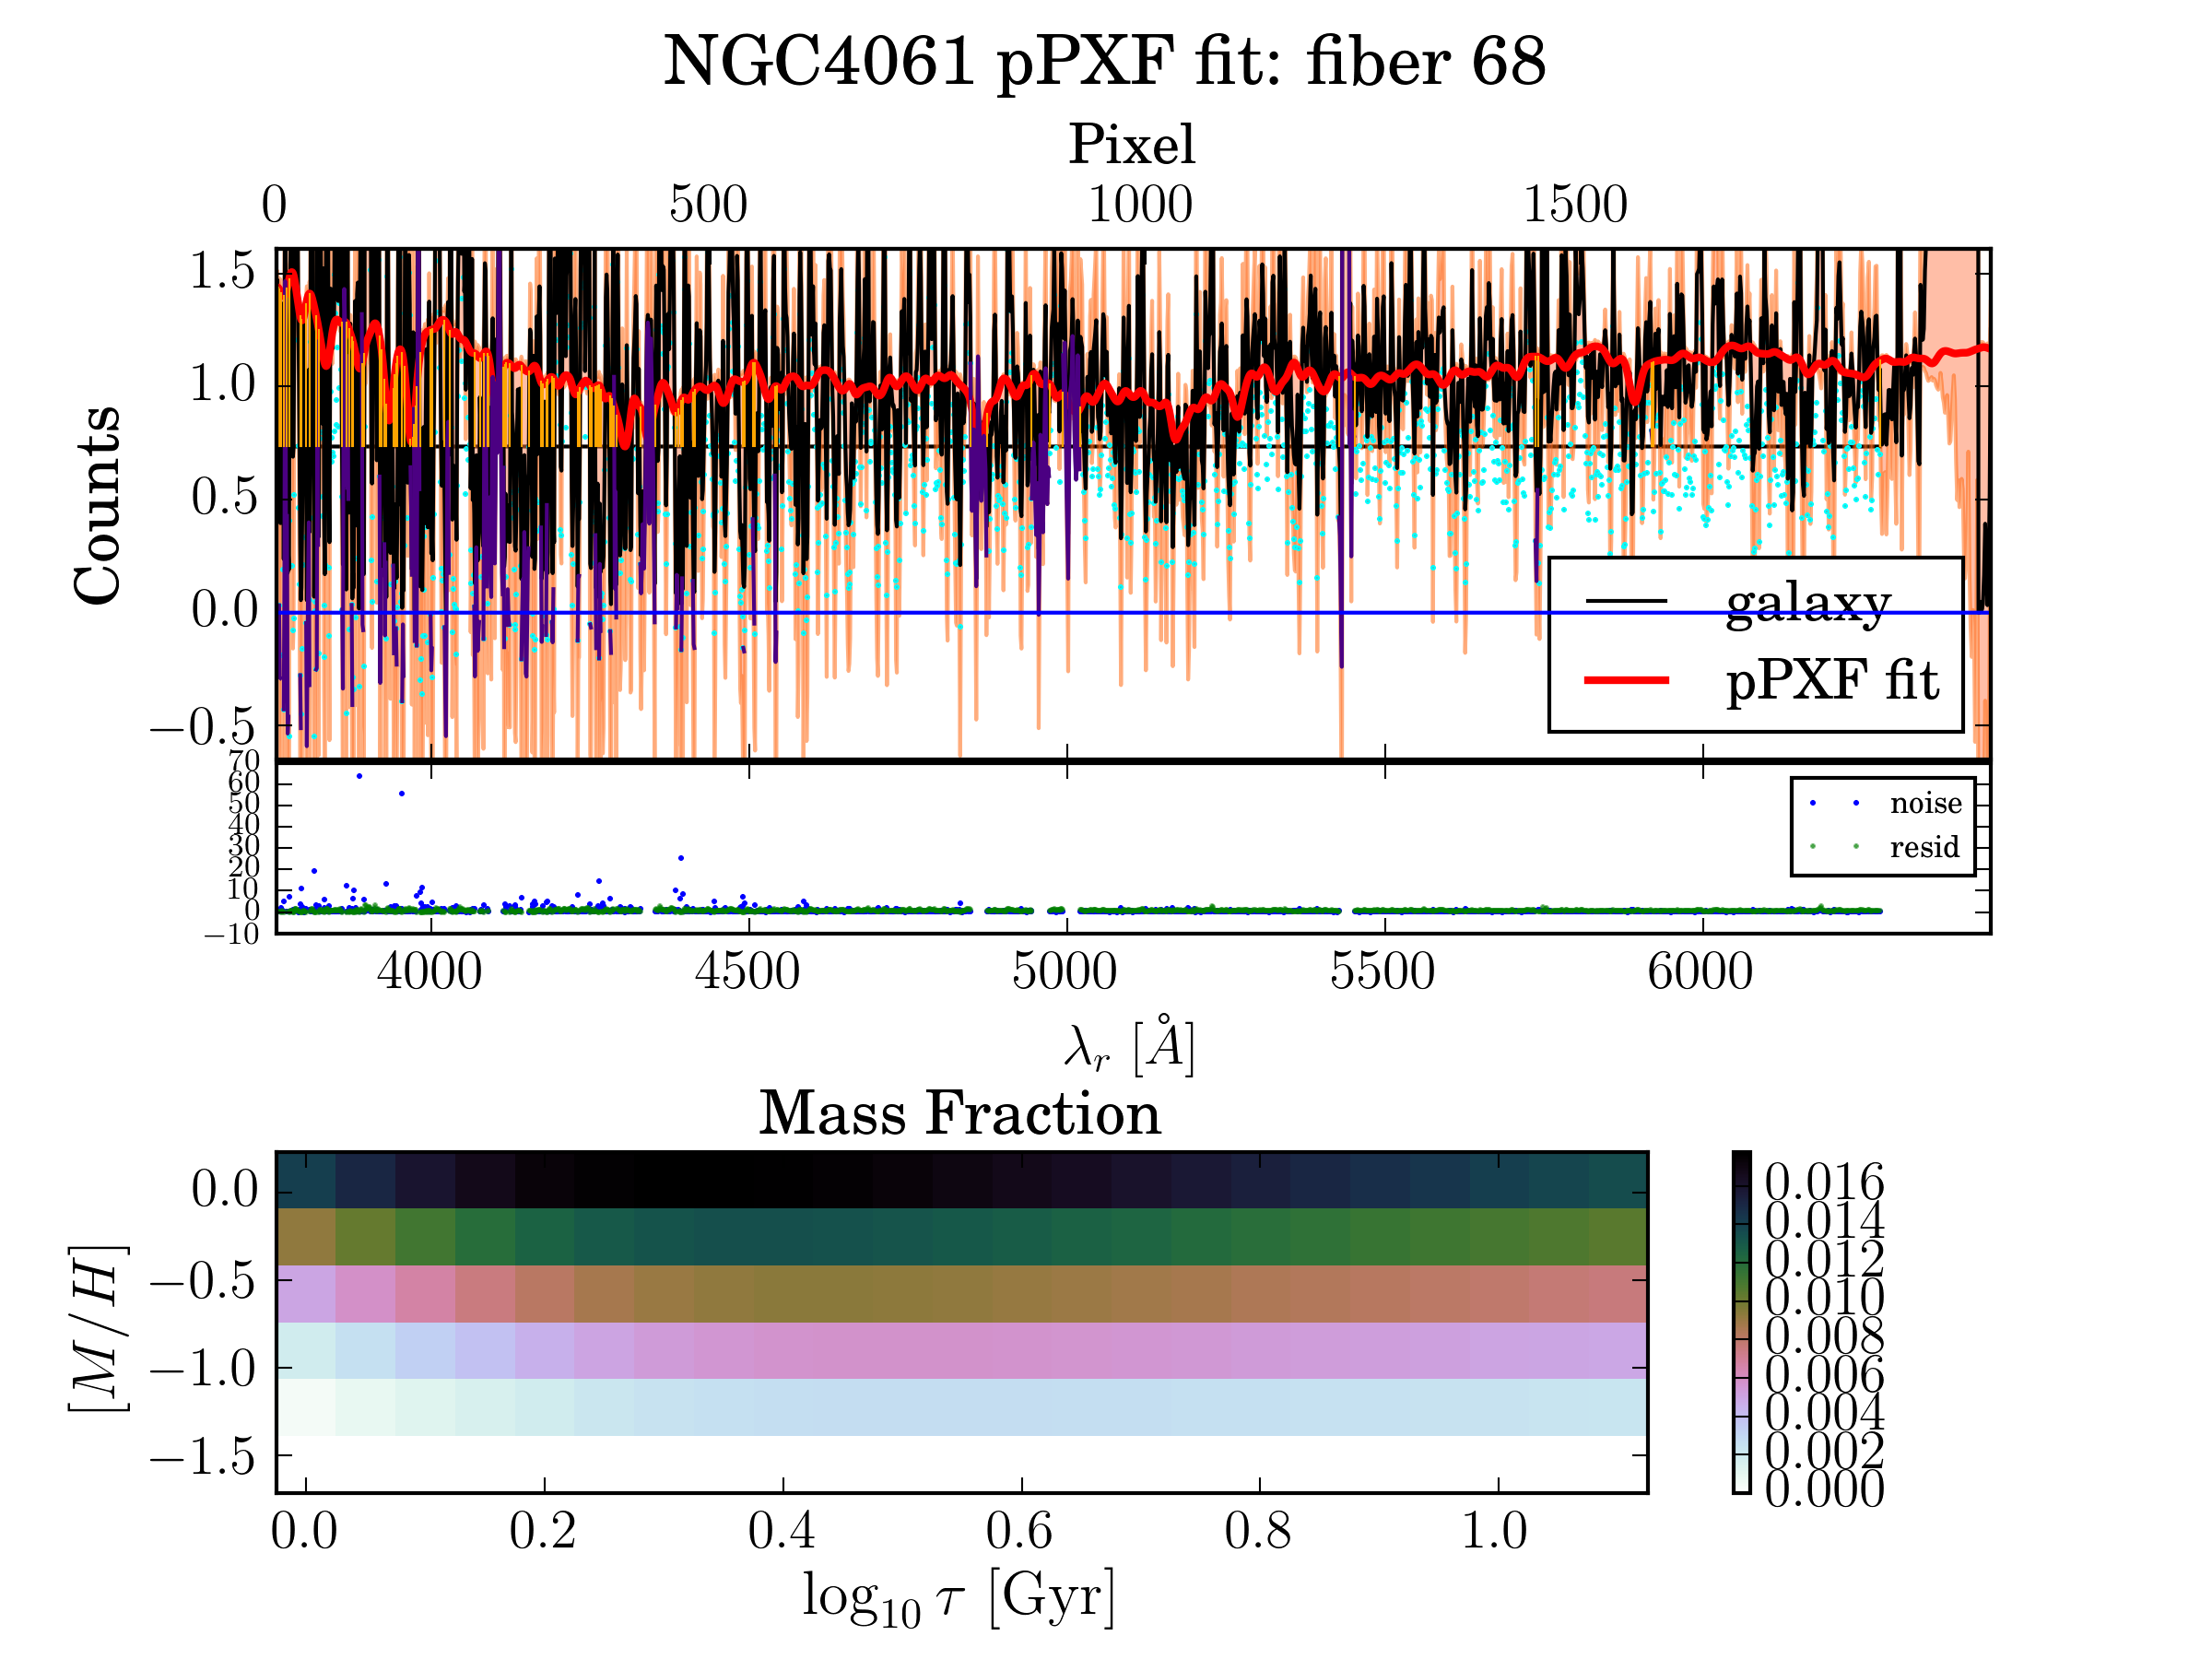 NGC4061 pPXF fit: fiber 68
Pixel
0 500 1000 1500
Counts
1.5
1.0
0.5
0.0
−0.5
galaxy
pPXF fit
70
60
50
40
30
20
10
0
−10
noise
resid
4000 4500 5000 5500 6000
λr [Å]
Mass Fraction
[M/H]
0.0
−0.5
−1.0
−1.5
0.016
0.014
0.012
0.010
0.008
0.006
0.004
0.002
0.000
0.0 0.2 0.4 0.6 0.8 1.0
log10 τ [Gyr]